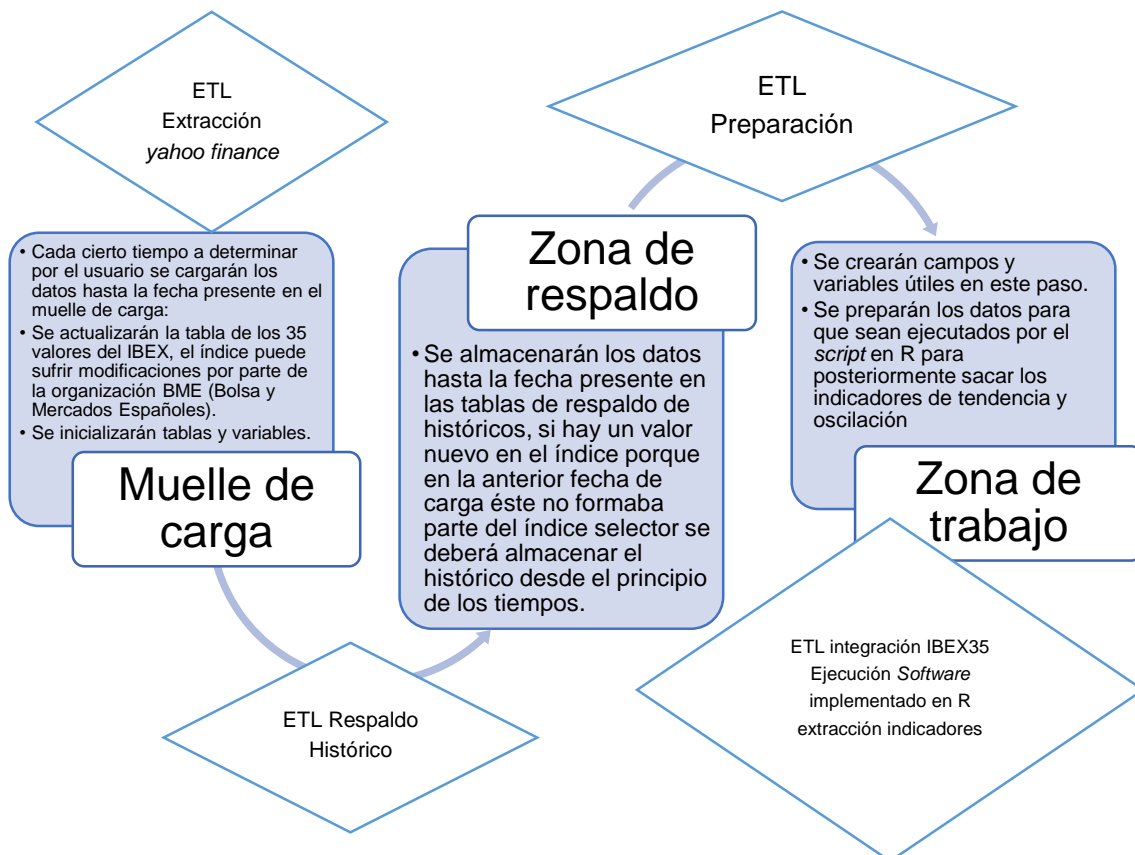 ETL
Extracción
yahoo finance
• Cada cierto tiempo a determinar
por el usuario se cargarán los
datos hasta la fecha presente en el
muelle de carga:
• Se actualizarán la tabla de los 35
valores del IBEX, el índice puede
sufrir modificaciones por parte de
la organización BME (Bolsa y
Mercados Españoles).
• Se inicializarán tablas y variables.
Muelle de
carga
ETL Respaldo
Histórico
Zona de
respaldo
• Se almacenarán los datos
hasta la fecha presente en
las tablas de respaldo de
históricos, si hay un valor
nuevo en el índice porque
en la anterior fecha de
carga éste no formaba
parte del índice selector se
deberá almacenar el
histórico desde el principio
de los tiempos.
ETL
Preparación
• Se crearán campos y
variables útiles en este paso.
• Se preparán los datos para
que sean ejecutados por el
script en R para
posteriormente sacar los
indicadores de tendencia y
oscilación
Zona de
trabajo
ETL integración IBEX35
Ejecución Software
implementado en R
extracción indicadores